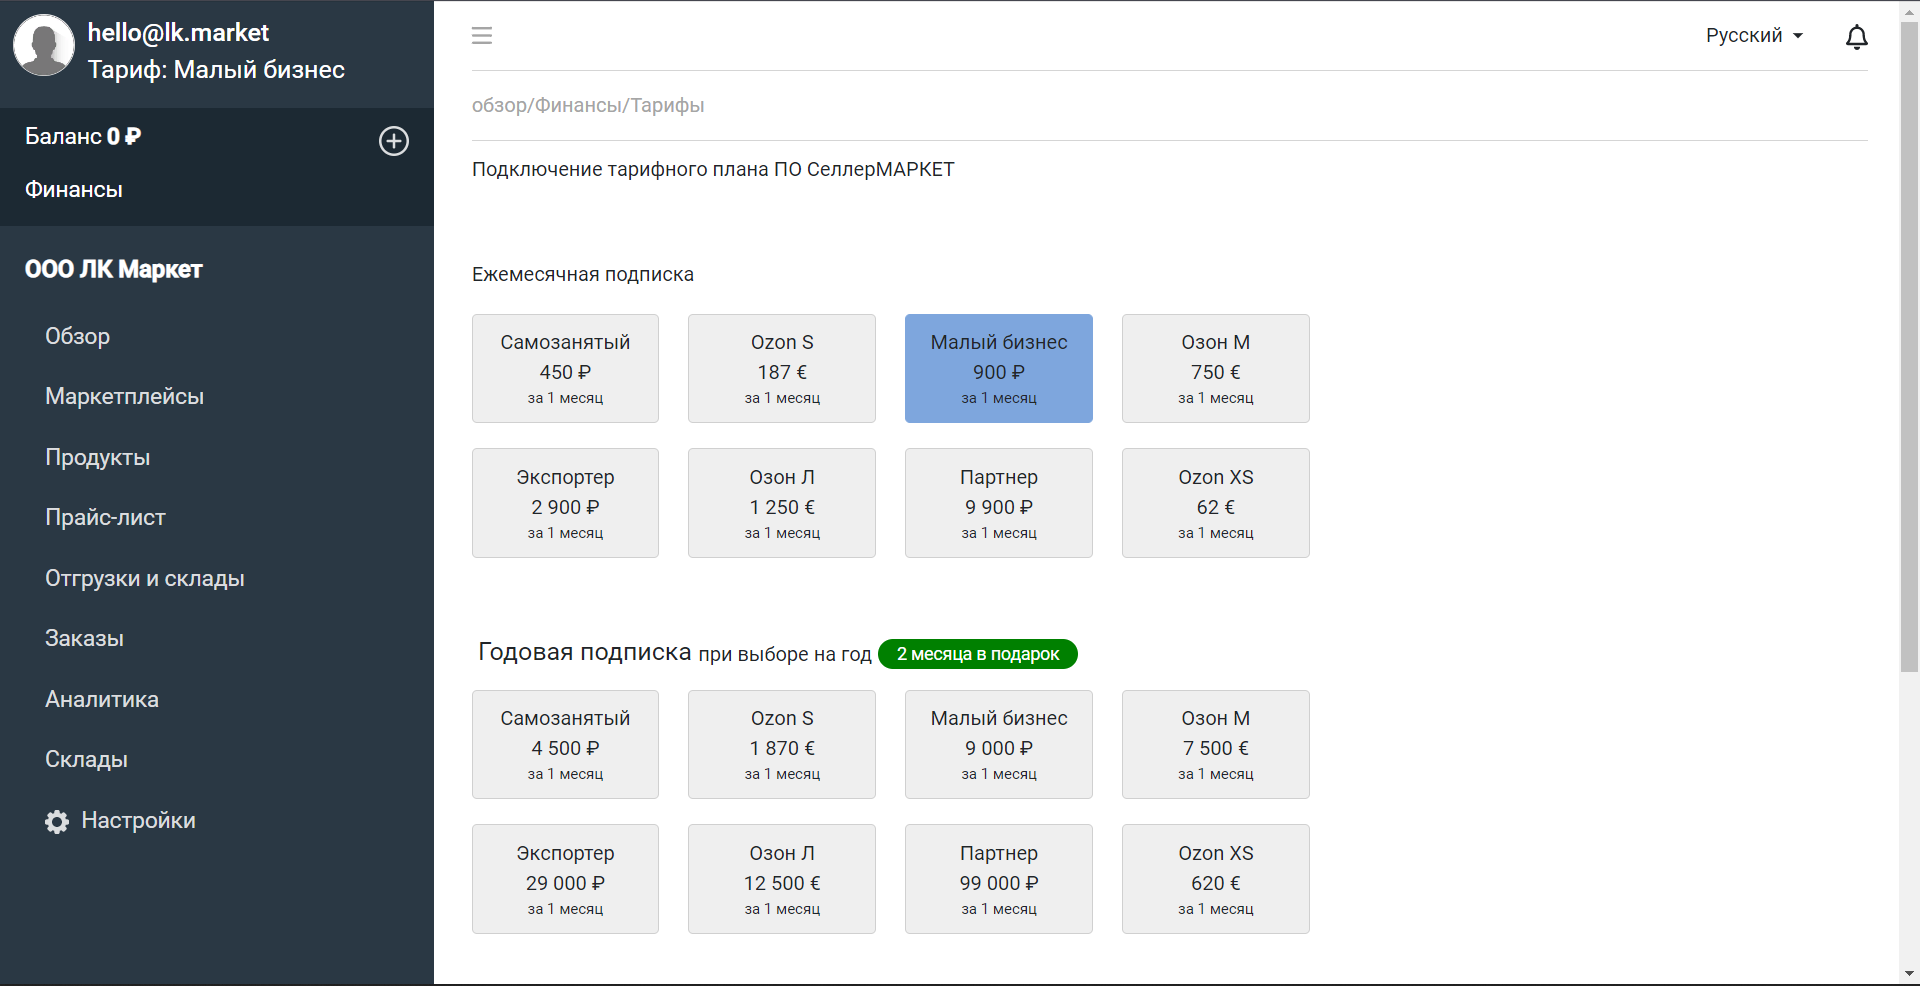 hello@lk.market
Тариф: Малый бизнес
Баланс 0 ₽
Финансы
ООО ЛК Маркет
Обзор
Маркетплейсы
Продукты
Прайс-лист
Отгрузки и склады
Заказы
Аналитика
Склады
Настройки
Русский
обзор/Финансы/Тарифы
Подключение тарифного плана ПО СеллерМАРКЕТ
Ежемесячная подписка
Самозанятый
450 ₽
за 1 месяц
Ozon S
187 €
за 1 месяц
Малый бизнес
900 ₽
за 1 месяц
Озон М
750 €
за 1 месяц
Экспортер
2 900 ₽
за 1 месяц
Озон Л
1 250 €
за 1 месяц
Партнер
9 900 ₽
за 1 месяц
Ozon XS
62 €
за 1 месяц
Годовая подписка при выборе на год 2 месяца в подарок
Самозанятый
4 500 ₽
за 1 месяц
Ozon S
1 870 €
за 1 месяц
Малый бизнес
9 000 ₽
за 1 месяц
Озон М
7 500 €
за 1 месяц
Экспортер
29 000 ₽
за 1 месяц
Озон Л
12 500 €
за 1 месяц
Партнер
99 000 ₽
за 1 месяц
Ozon XS
620 €
за 1 месяц